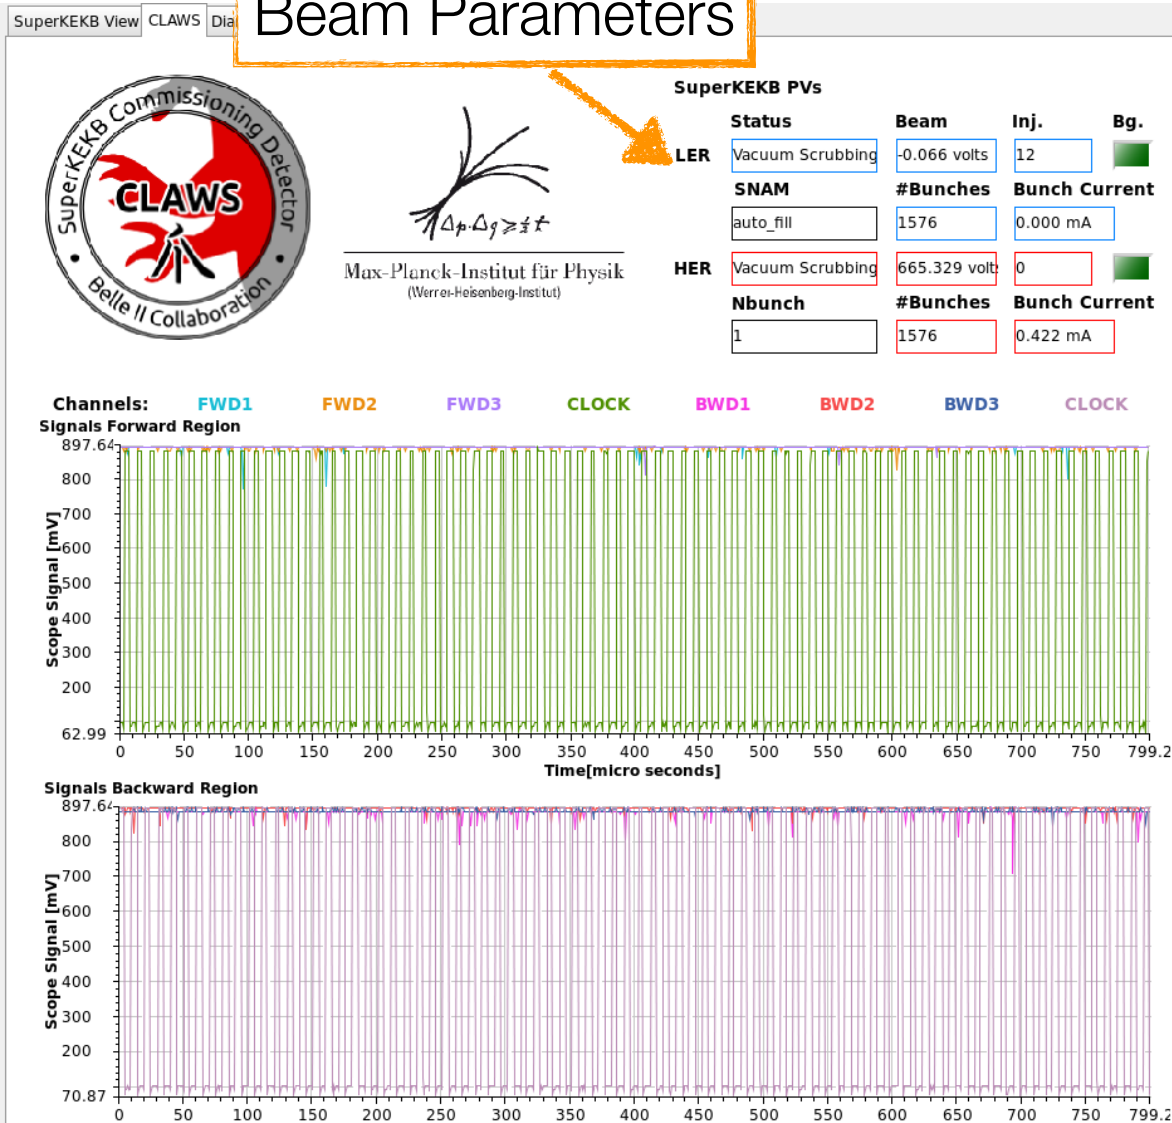 Beam Parameters
SuperKEKB View CLAWS
SuperKEKB Commissioning Detector
CLAWS
Belle II Collaboration
Δp·Δq≥½ħ
Max-Planck-Institut für Physik
(Werner-Heisenberg-Institut)
SuperKEKB PVs
Status Beam Inj. Bg.
LER Vacuum Scrubbing -0.066 volts 12
SNAM #Bunches Bunch Current
auto_fill 1576 0.000 mA
HER Vacuum Scrubbing 665.329 volts 0
Nbunch #Bunches Bunch Current
1 1576 0.422 mA
Channels: FWD1 FWD2 FWD3 CLOCK BWD1 BWD2 BWD3 CLOCK
Signals Forward Region
897.64
800
700
600
500
400
300
200
62.99
Scope Signal [mV]
0 50 100 150 200 250 300 350 400 450 500 550 600 650 700 750 799.2
Time[micro seconds]
Signals Backward Region
897.64
800
700
600
500
400
300
200
70.87
Scope Signal [mV]
0 50 100 150 200 250 300 350 400 450 500 550 600 650 700 750 799.2